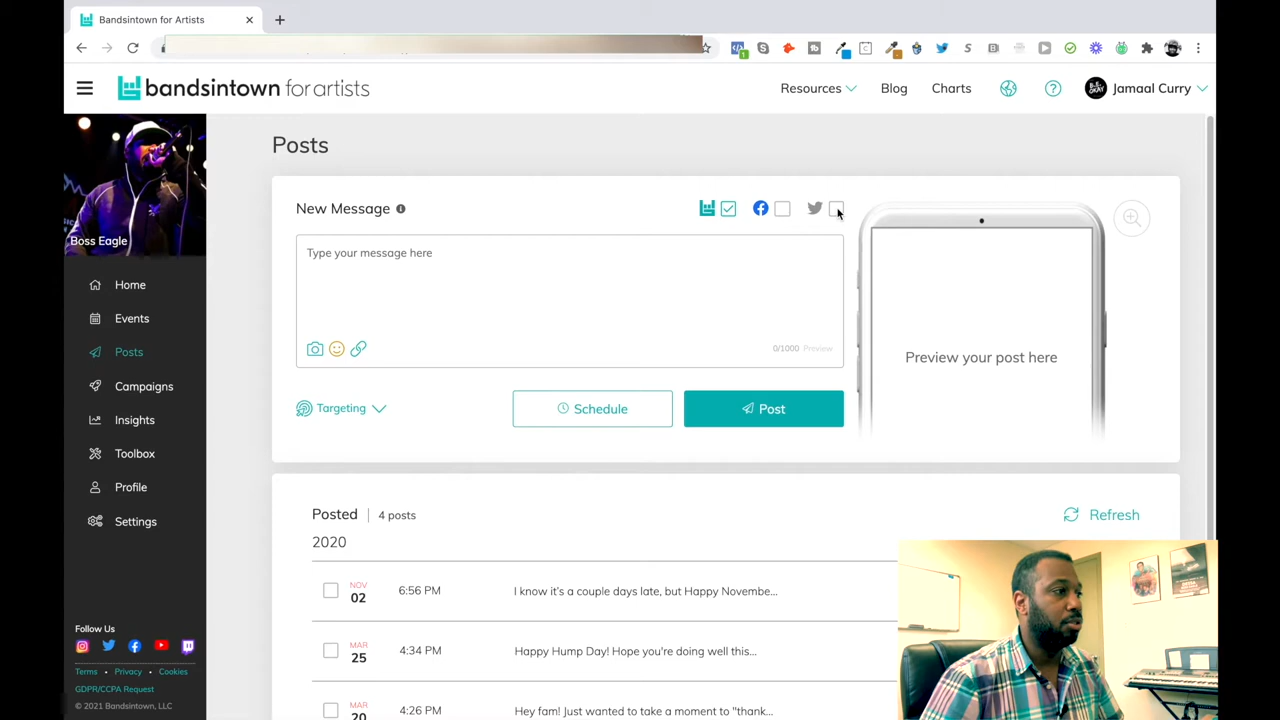 Bandsintown for Artists
bandsintown for artists
Resources
Blog
Charts
Jamaal Curry
Boss Eagle
Home
Events
Posts
Campaigns
Insights
Toolbox
Profile
Settings
Follow Us
Terms • Privacy • Cookies
GDPR/CCPA Request
© 2021 Bandsintown, LLC
Posts
New Message
Type your message here
0/1000 Preview
Targeting
Schedule
Post
Preview your post here
Posted | 4 posts
Refresh
2020
NOV
02
6:56 PM
I know it's a couple days late, but Happy Novembe...
MAR
25
4:34 PM
Happy Hump Day! Hope you're doing well this...
MAR
20
4:26 PM
Hey fam! Just wanted to take a moment to "thank...